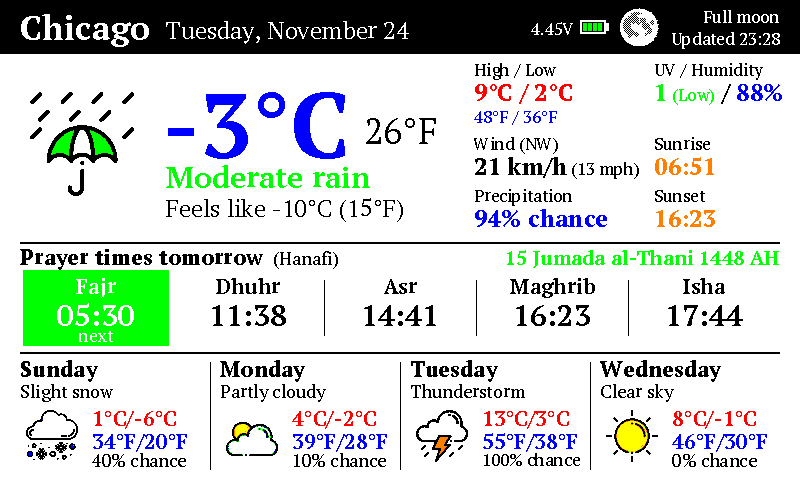 Chicago Tuesday, November 24 4.45V Full moon
Updated 23:28
-3°C 26°F
Moderate rain
Feels like -10°C (15°F)
High / Low
9°C / 2°C
48°F / 36°F
UV / Humidity
1 (Low) / 88%
Wind (NW)
21 km/h (13 mph)
Sunrise
06:51
Precipitation
94% chance
Sunset
16:23
Prayer times tomorrow (Hanafi) 15 Jumada al-Thani 1448 AH
Fajr
05:30
next
Dhuhr
11:38
Asr
14:41
Maghrib
16:23
Isha
17:44
Sunday
Slight snow
1°C/-6°C
34°F/20°F
40% chance
Monday
Partly cloudy
4°C/-2°C
39°F/28°F
10% chance
Tuesday
Thunderstorm
13°C/3°C
55°F/38°F
100% chance
Wednesday
Clear sky
8°C/-1°C
46°F/30°F
0% chance